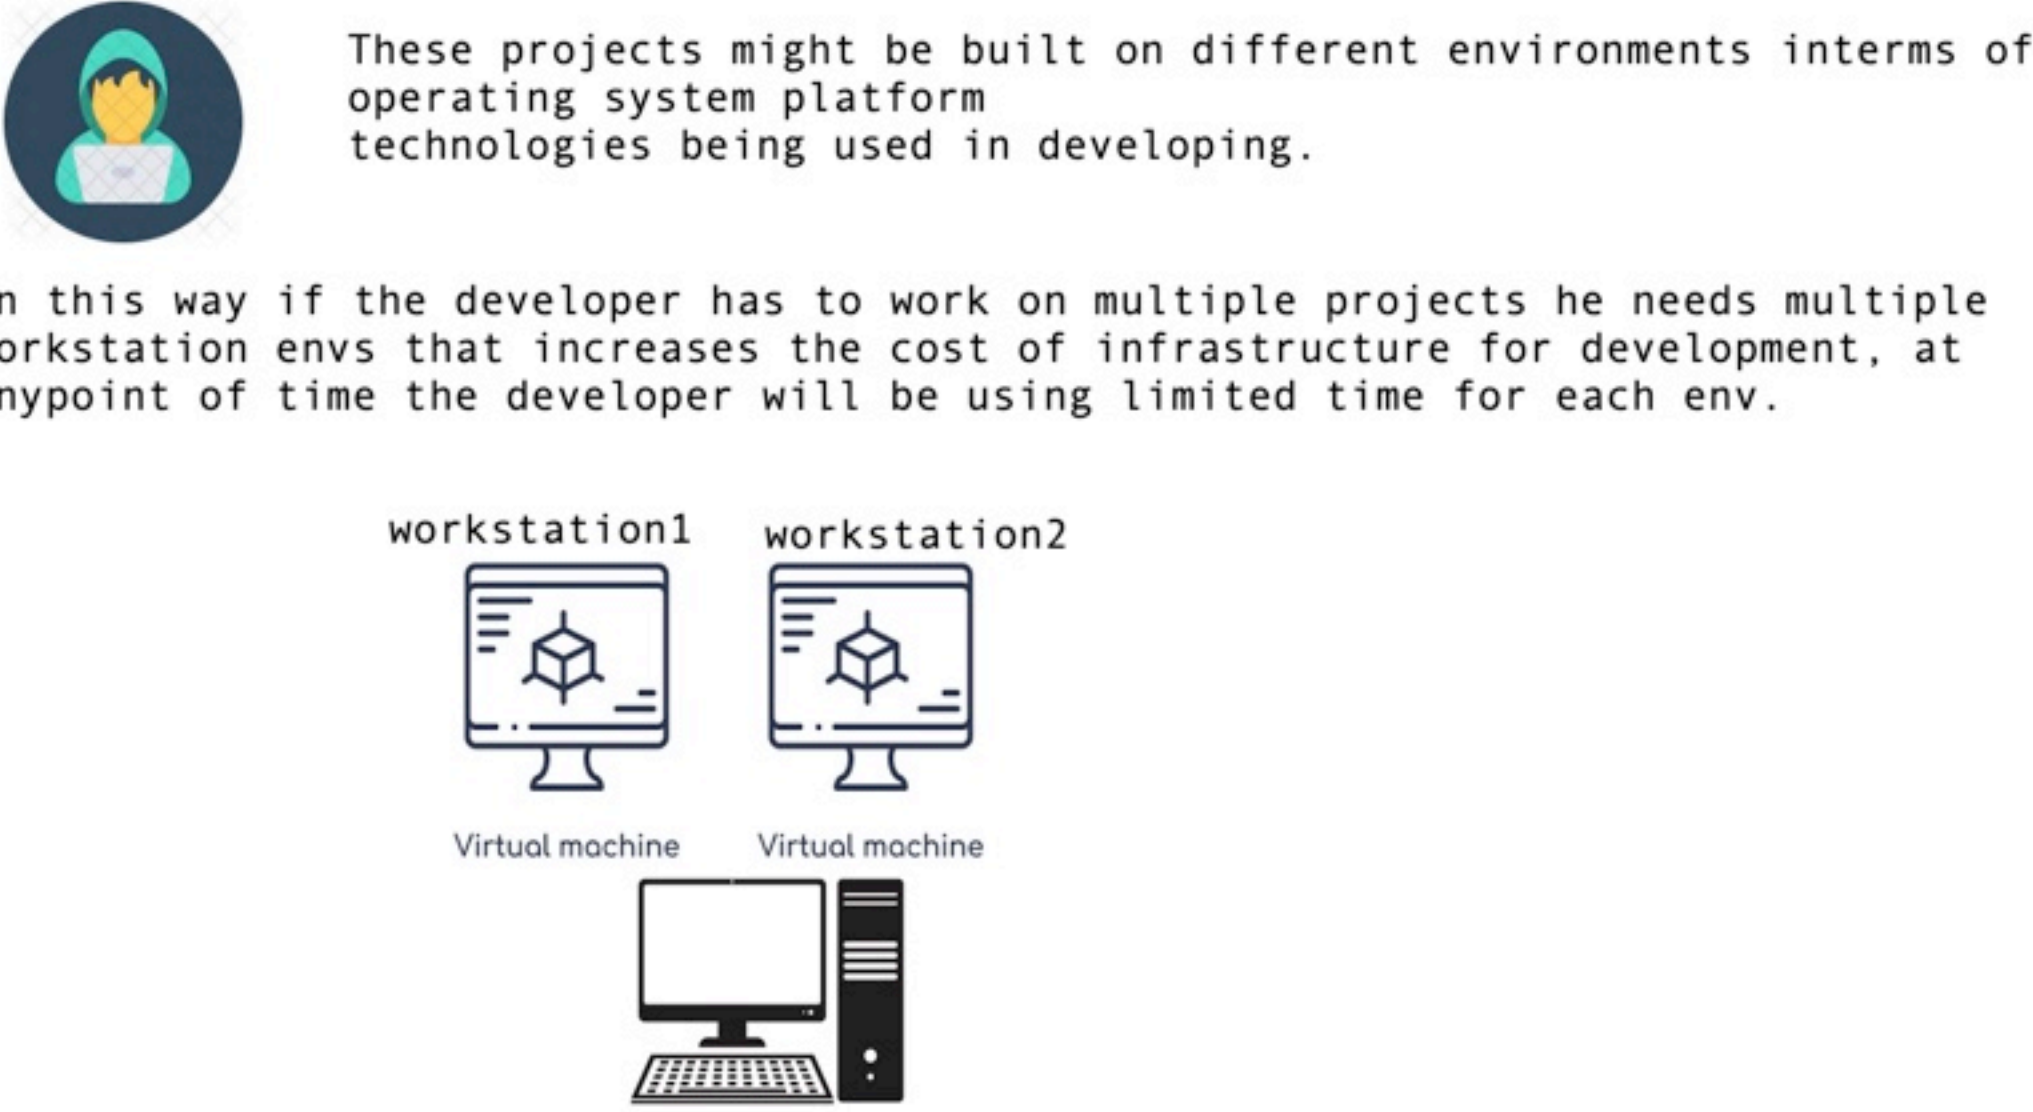 These projects might be built on different environments interms of
operating system platform
technologies being used in developing.
n this way if the developer has to work on multiple projects he needs multiple
orkstation envs that increases the cost of infrastructure for development, at
nypoint of time the developer will be using limited time for each env.
workstation1 workstation2
Virtual machine Virtual machine